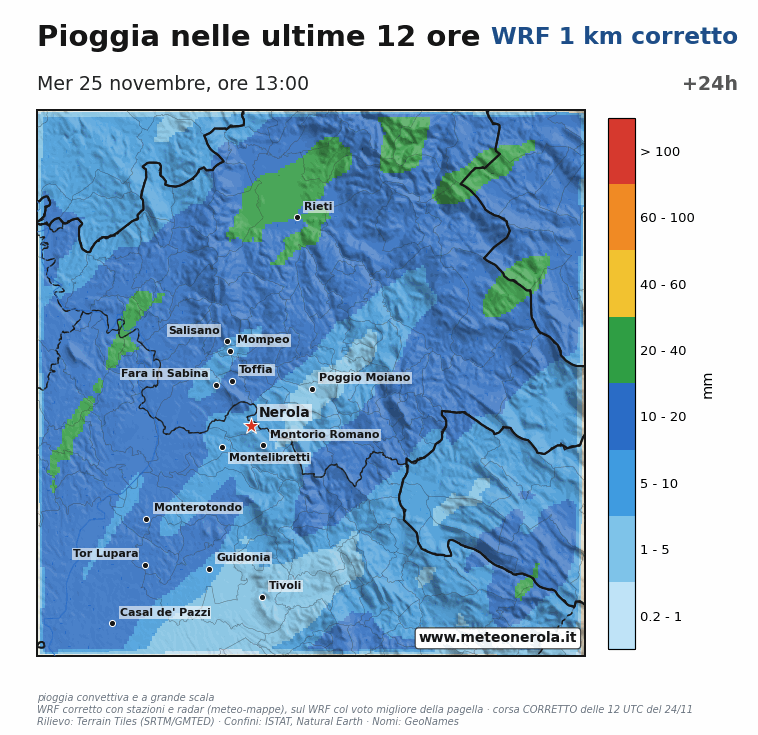 Pioggia nelle ultime 12 ore WRF 1 km corretto
Mer 25 novembre, ore 13:00 +24h
> 100
60 - 100
40 - 60
20 - 40
10 - 20
5 - 10
1 - 5
0.2 - 1
mm
Rieti
Salisano
Mompeo
Fara in Sabina
Toffia
Poggio Moiano
Nerola
Montorio Romano
Montelibretti
Monterotondo
Tor Lupara
Guidonia
Tivoli
Casal de' Pazzi
www.meteonerola.it
pioggia convettiva e a grande scala
WRF corretto con stazioni e radar (meteo-mappe), sul WRF col voto migliore della pagella · corsa CORRETTO delle 12 UTC del 24/11
Rilievo: Terrain Tiles (SRTM/GMTED) · Confini: ISTAT, Natural Earth · Nomi: GeoNames